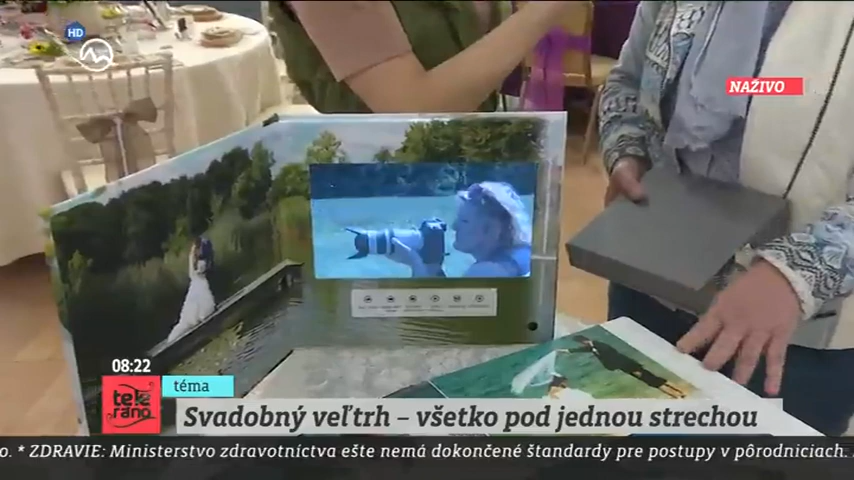 HD
NAŽIVO
08:22
tele
ráno
téma
Svadobný veľtrh – všetko pod jednou strechou
o. * ZDRAVIE: Ministerstvo zdravotníctva ešte nemá dokončené štandardy pre postupy v pôrodniciach.